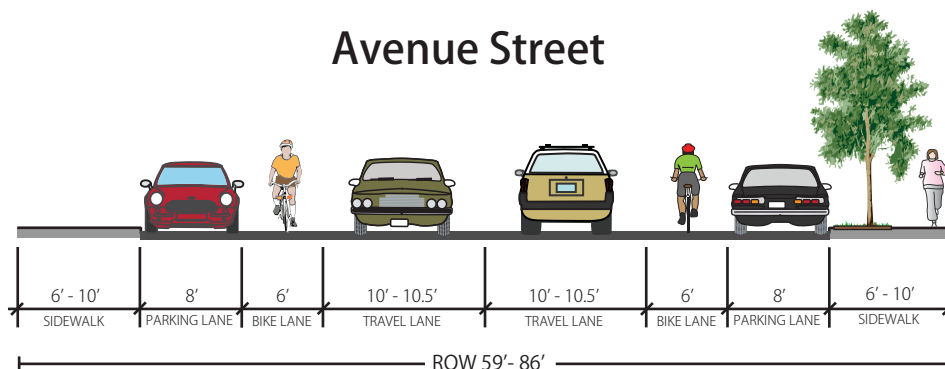 Avenue Street
6’ - 10’ 8’ 6’ 10’ - 10.5’ 10’ - 10.5’ 6’ 8’ 6’ - 10’
SIDEWALK PARKING LANE BIKE LANE TRAVEL LANE TRAVEL LANE BIKE LANE PARKING LANE SIDEWALK
ROW 59’- 86’